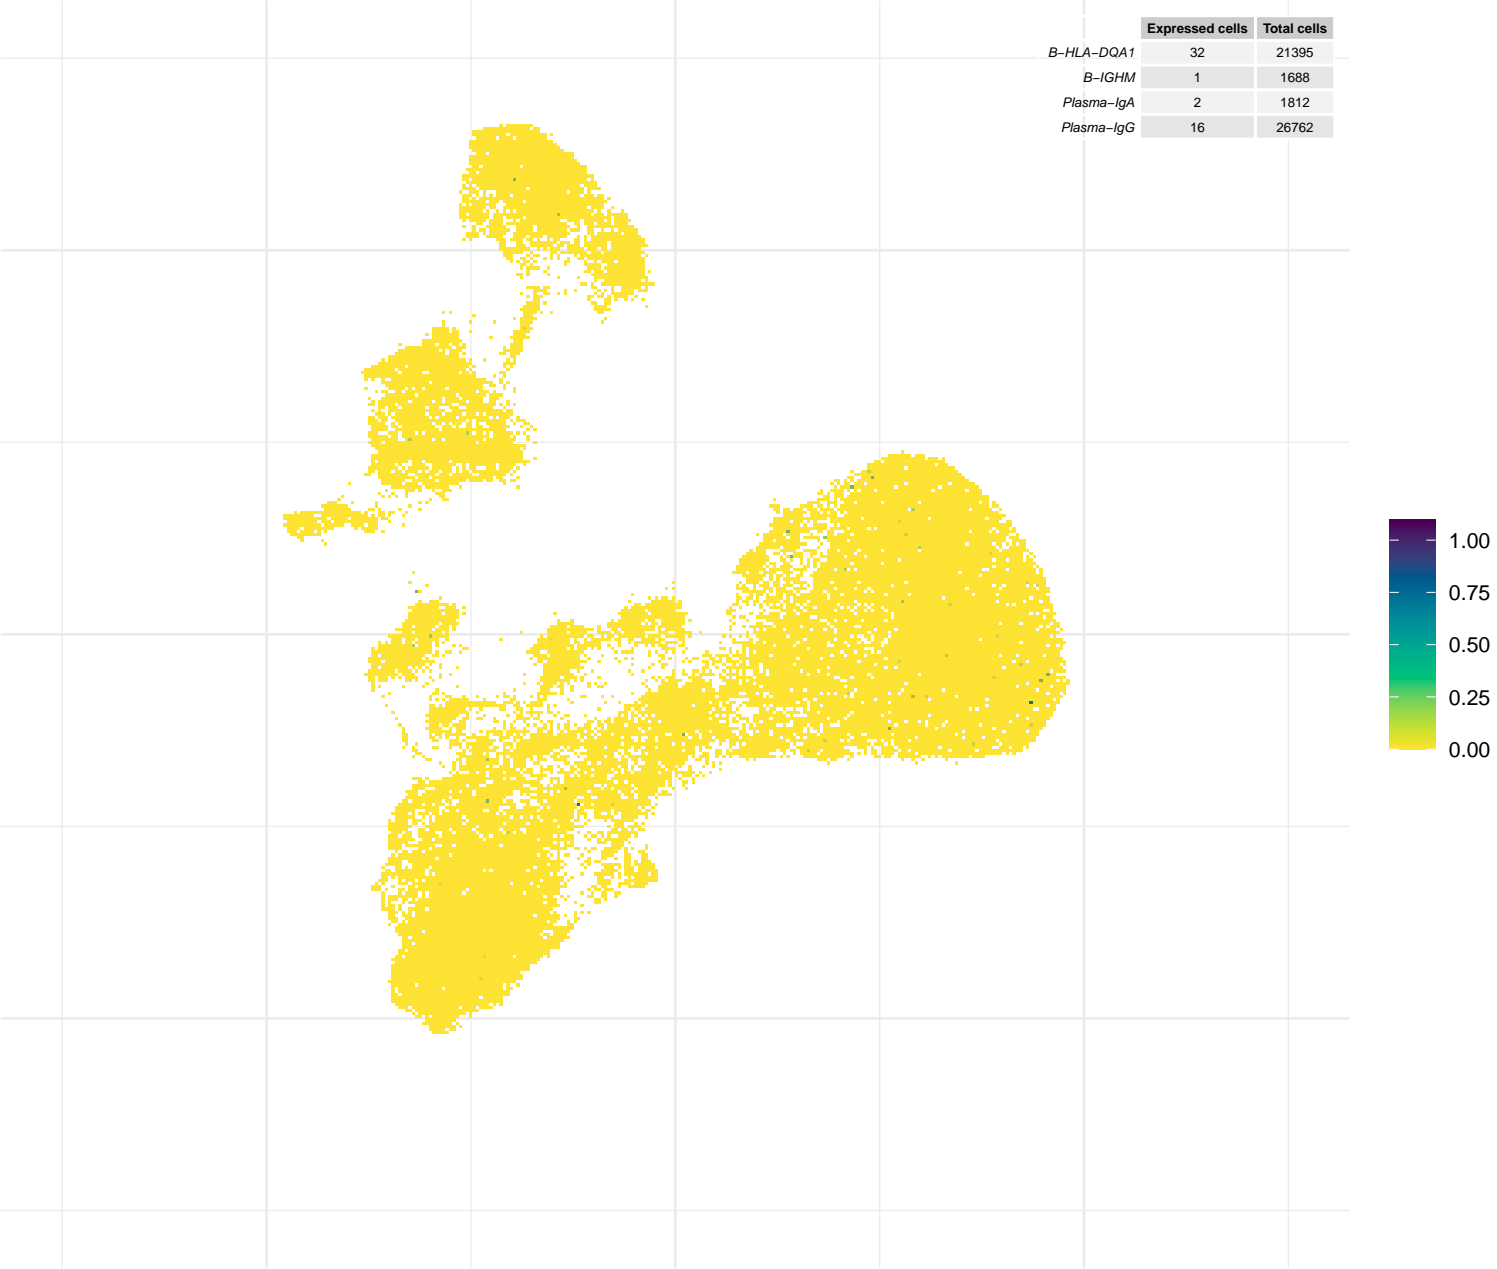 Expressed cells Total cells
B−HLA−DQA1 32 21395
B−IGHM 1 1688
Plasma−IgA 2 1812
Plasma−IgG 16 26762
1.00
0.75
0.50
0.25
0.00